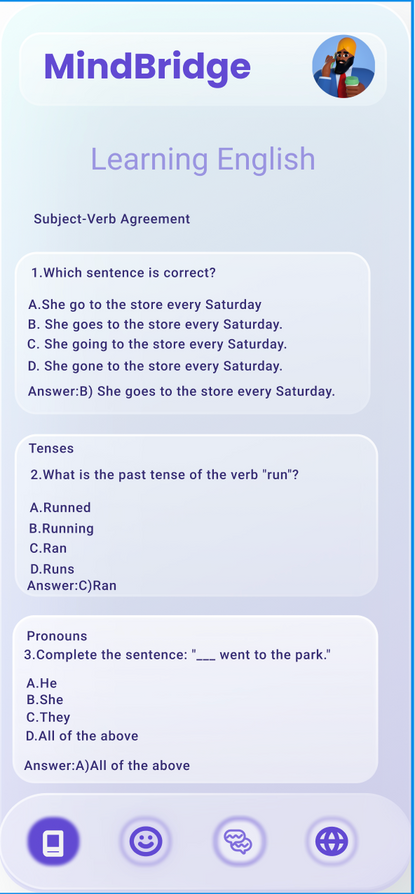 MindBridge
Learning English
Subject-Verb Agreement
1.Which sentence is correct?
A.She go to the store every Saturday
B. She goes to the store every Saturday.
C. She going to the store every Saturday.
D. She gone to the store every Saturday.
Answer:B) She goes to the store every Saturday.
Tenses
2.What is the past tense of the verb "run"?
A.Runned
B.Running
C.Ran
D.Runs
Answer:C)Ran
Pronouns
3.Complete the sentence: "___ went to the park."
A.He
B.She
C.They
D.All of the above
Answer:A)All of the above